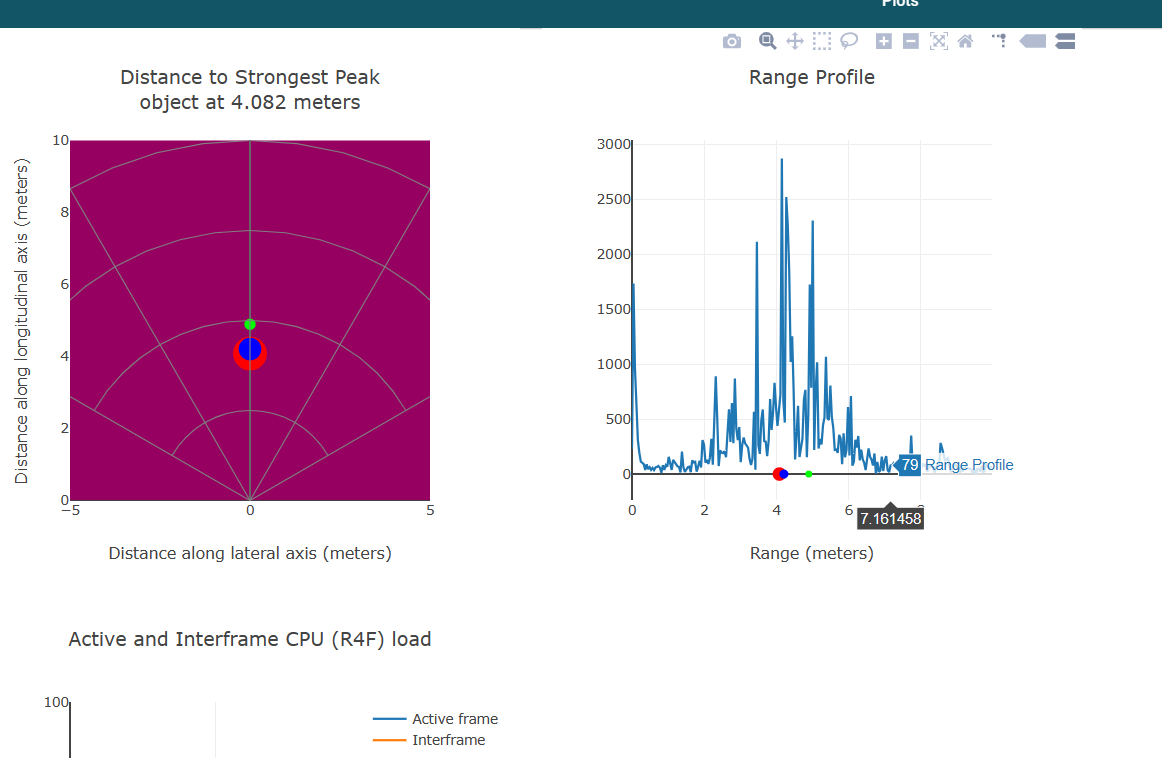 Plots
Distance to Strongest Peak
object at 4.082 meters
10
8
6
4
2
0
−5
0
5
Distance along longitudinal axis (meters)
Distance along lateral axis (meters)
Range Profile
3000
2500
2000
1500
1000
500
0
0
2
4
6
8
79
Range Profile
7.161458
Range (meters)
Active and Interframe CPU (R4F) load
100
Active frame
Interframe